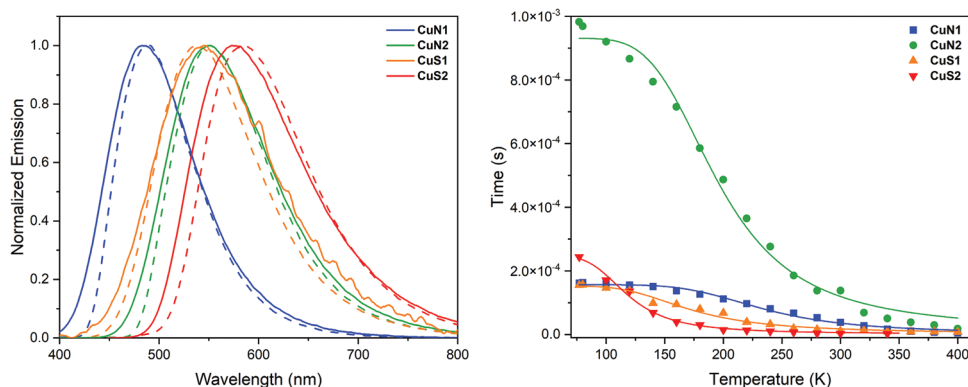 CuN1
CuN2
CuS1
CuS2
Normalized Emission
1.0
0.8
0.6
0.4
0.2
0.0
400 500 600 700 800
Wavelength (nm)
CuN1
CuN2
CuS1
CuS2
Time (s)
1.0×10⁻³
8.0×10⁻⁴
6.0×10⁻⁴
4.0×10⁻⁴
2.0×10⁻⁴
0.0
100 150 200 250 300 350 400
Temperature (K)